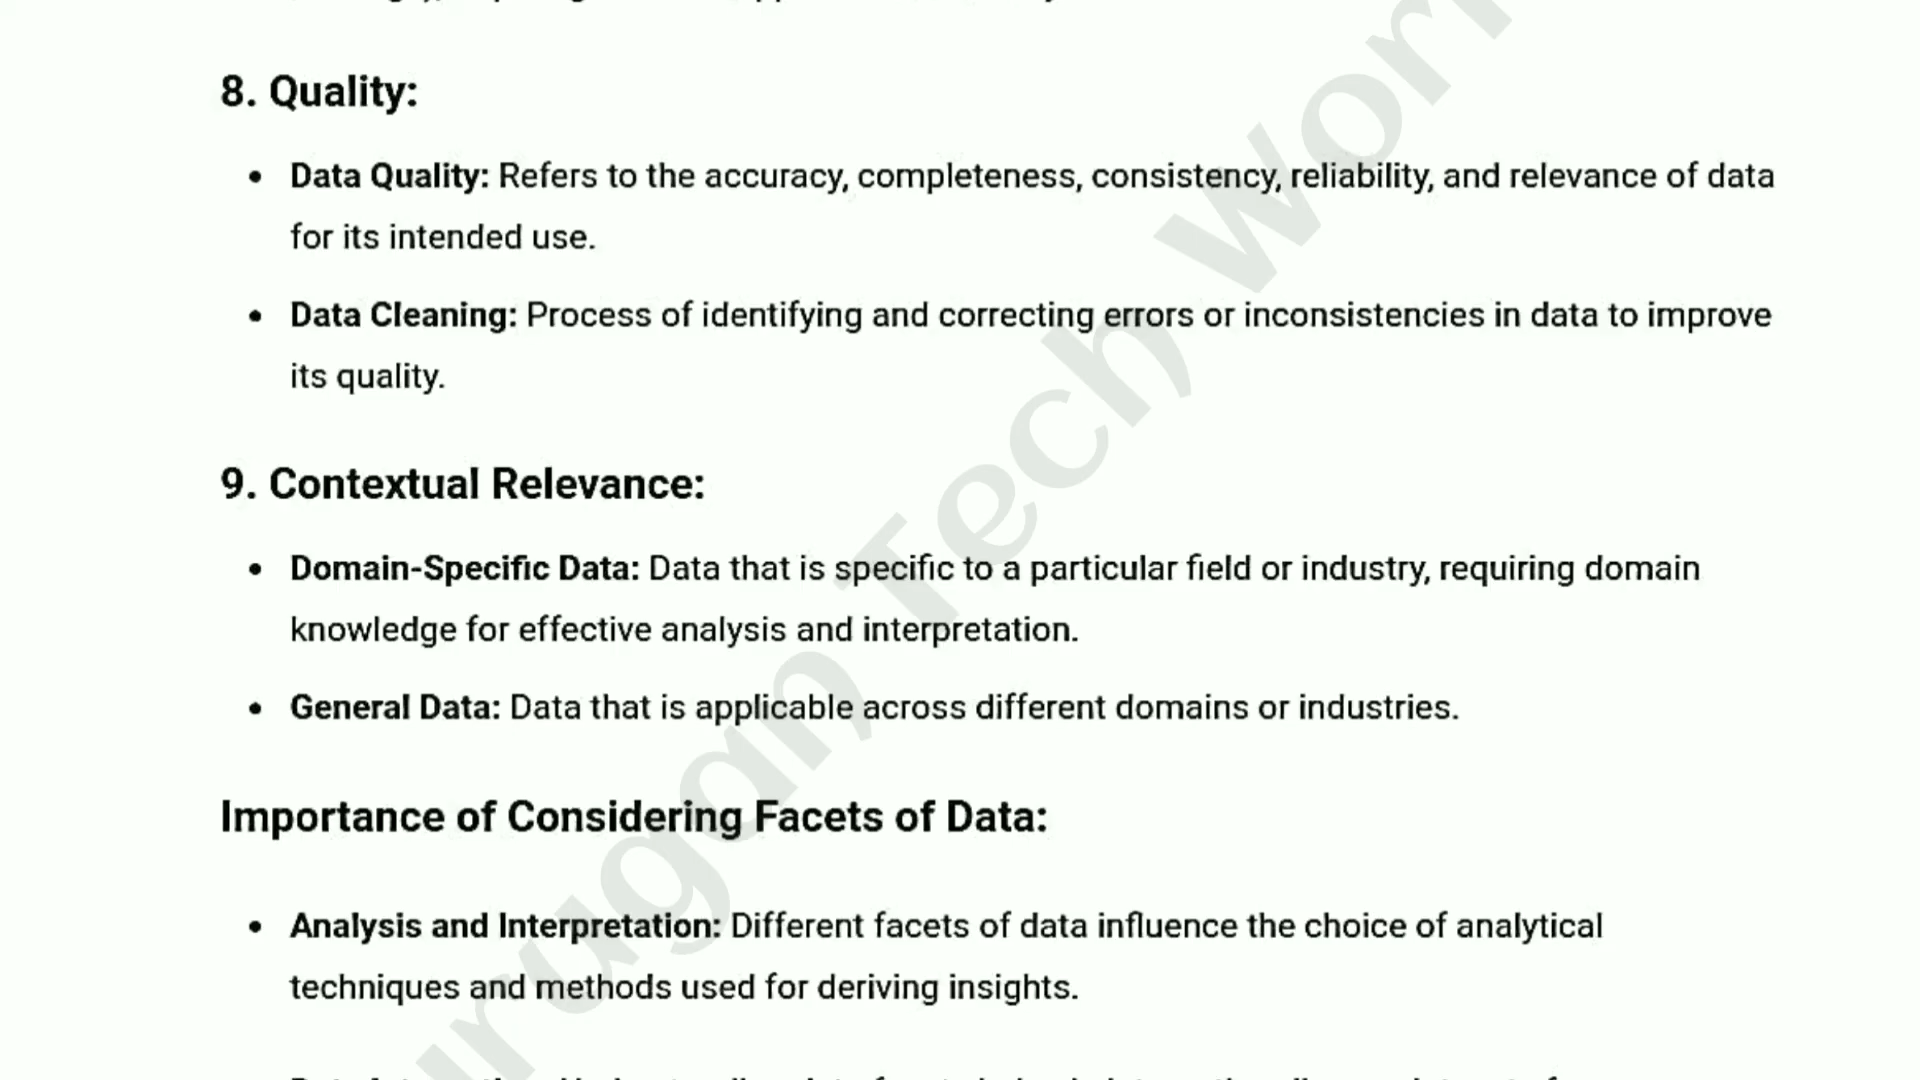 8. Quality:
• Data Quality: Refers to the accuracy, completeness, consistency, reliability, and relevance of data
for its intended use.
• Data Cleaning: Process of identifying and correcting errors or inconsistencies in data to improve
its quality.
9. Contextual Relevance:
• Domain-Specific Data: Data that is specific to a particular field or industry, requiring domain
knowledge for effective analysis and interpretation.
• General Data: Data that is applicable across different domains or industries.
Importance of Considering Facets of Data:
• Analysis and Interpretation: Different facets of data influence the choice of analytical
techniques and methods used for deriving insights.
Tech